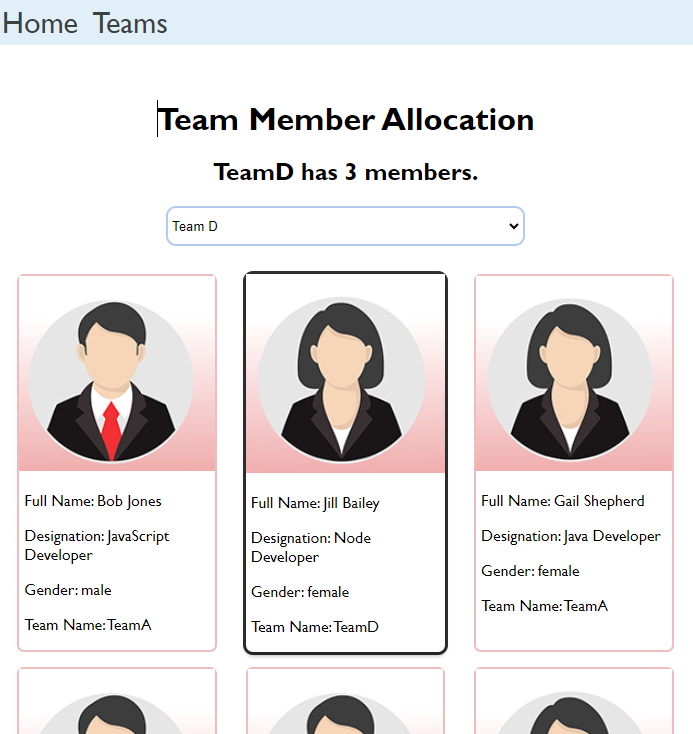 Home Teams
Team Member Allocation
TeamD has 3 members.
Team D
Full Name: Bob Jones
Designation: JavaScript
Developer
Gender: male
Team Name: TeamA
Full Name: Jill Bailey
Designation: Node
Developer
Gender: female
Team Name: TeamD
Full Name: Gail Shepherd
Designation: Java Developer
Gender: female
Team Name: TeamA